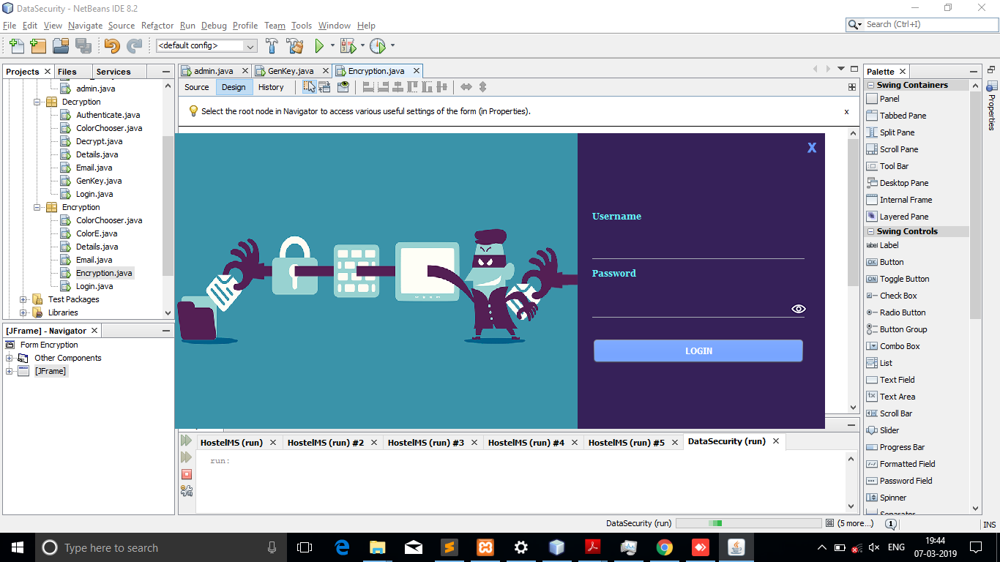 DataSecurity - NetBeans IDE 8.2
File Edit View Navigate Source Refactor Run Debug Profile Team Tools Window Help
Search (Ctrl+I)
<default config>
Projects Files Services
admin.java
Decryption
Authenticate.java
ColorChooser.java
Decrypt.java
Details.java
Email.java
GenKey.java
Login.java
Encryption
ColorChooser.java
ColorE.java
Details.java
Email.java
Encryption.java
Login.java
Test Packages
Libraries
[JFrame] - Navigator
Form Encryption
Other Components
[JFrame]
admin.java GenKey.java Encryption.java
Source Design History
Select the root node in Navigator to access various useful settings of the form (in Properties).
x
X
Username
Password
LOGIN
HostelMS (run) HostelMS (run) #2 HostelMS (run) #3 HostelMS (run) #4 HostelMS (run) #5 DataSecurity (run)
run:
Palette
Swing Containers
Panel
Tabbed Pane
Split Pane
Scroll Pane
Tool Bar
Desktop Pane
Internal Frame
Layered Pane
Swing Controls
label Label
OK Button
ON Toggle Button
Check Box
Radio Button
Button Group
Combo Box
List
Text Field
Text Area
Scroll Bar
Slider
Progress Bar
Formatted Field
Password Field
Spinner
Separator
Properties
DataSecurity (run)
(5 more...)
1
INS
Type here to search
ENG
19:44
07-03-2019